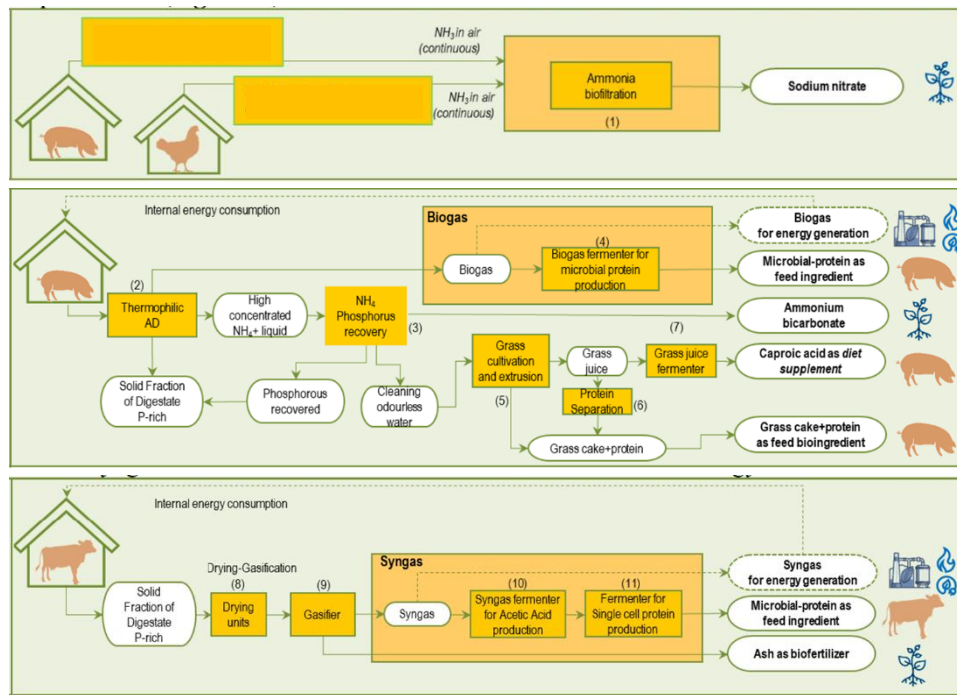 NH3 in air
(continuous)
NH3 in air
(continuous)
Ammonia
biofiltration
(1)
Sodium nitrate
Internal energy consumption
Biogas
Biogas
for energy generation
(4)
Biogas
Biogas fermenter for
microbial protein
production
Microbial-protein as
feed ingredient
(2)
Thermophilic
AD
High
concentrated
NH4+ liquid
NH4
Phosphorus
recovery
(3)
(7)
Ammonium
bicarbonate
Grass
cultivation
and extrusion
Grass
juice
Grass juice
fermenter
Caproic acid as diet
supplement
Solid Fraction
of Digestate
P-rich
Phosphorous
recovered
Cleaning
odourless
water
(5)
Protein
Separation
(6)
Grass cake+protein
Grass cake+protein
as feed bioingredient
Internal energy consumption
Syngas
Syngas
for energy generation
Drying-Gasification
(8)
(9)
(10)
(11)
Solid
Fraction of
Digestate
P-rich
Drying
units
Gasifier
Syngas
Syngas fermenter
for Acetic Acid
production
Fermenter for
Single cell protein
production
Microbial-protein as
feed ingredient
Ash as biofertilizer